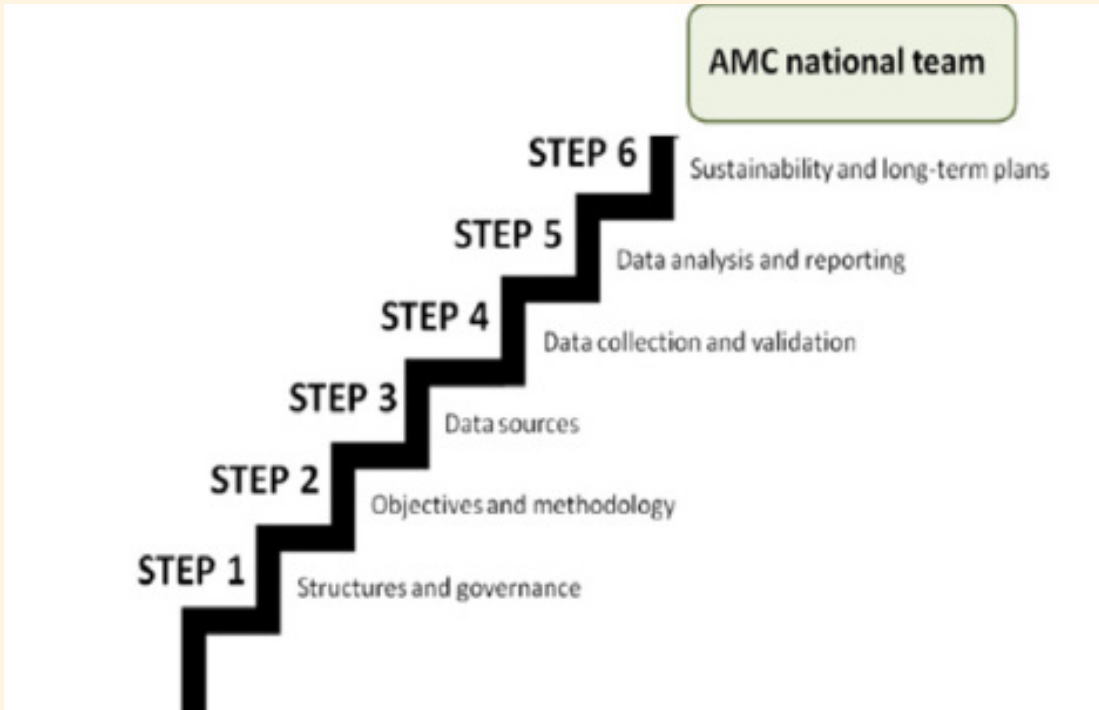 AMC national team
STEP 6
Sustainability and long-term plans
STEP 5
Data analysis and reporting
STEP 4
Data collection and validation
STEP 3
Data sources
STEP 2
Objectives and methodology
STEP 1
Structures and governance